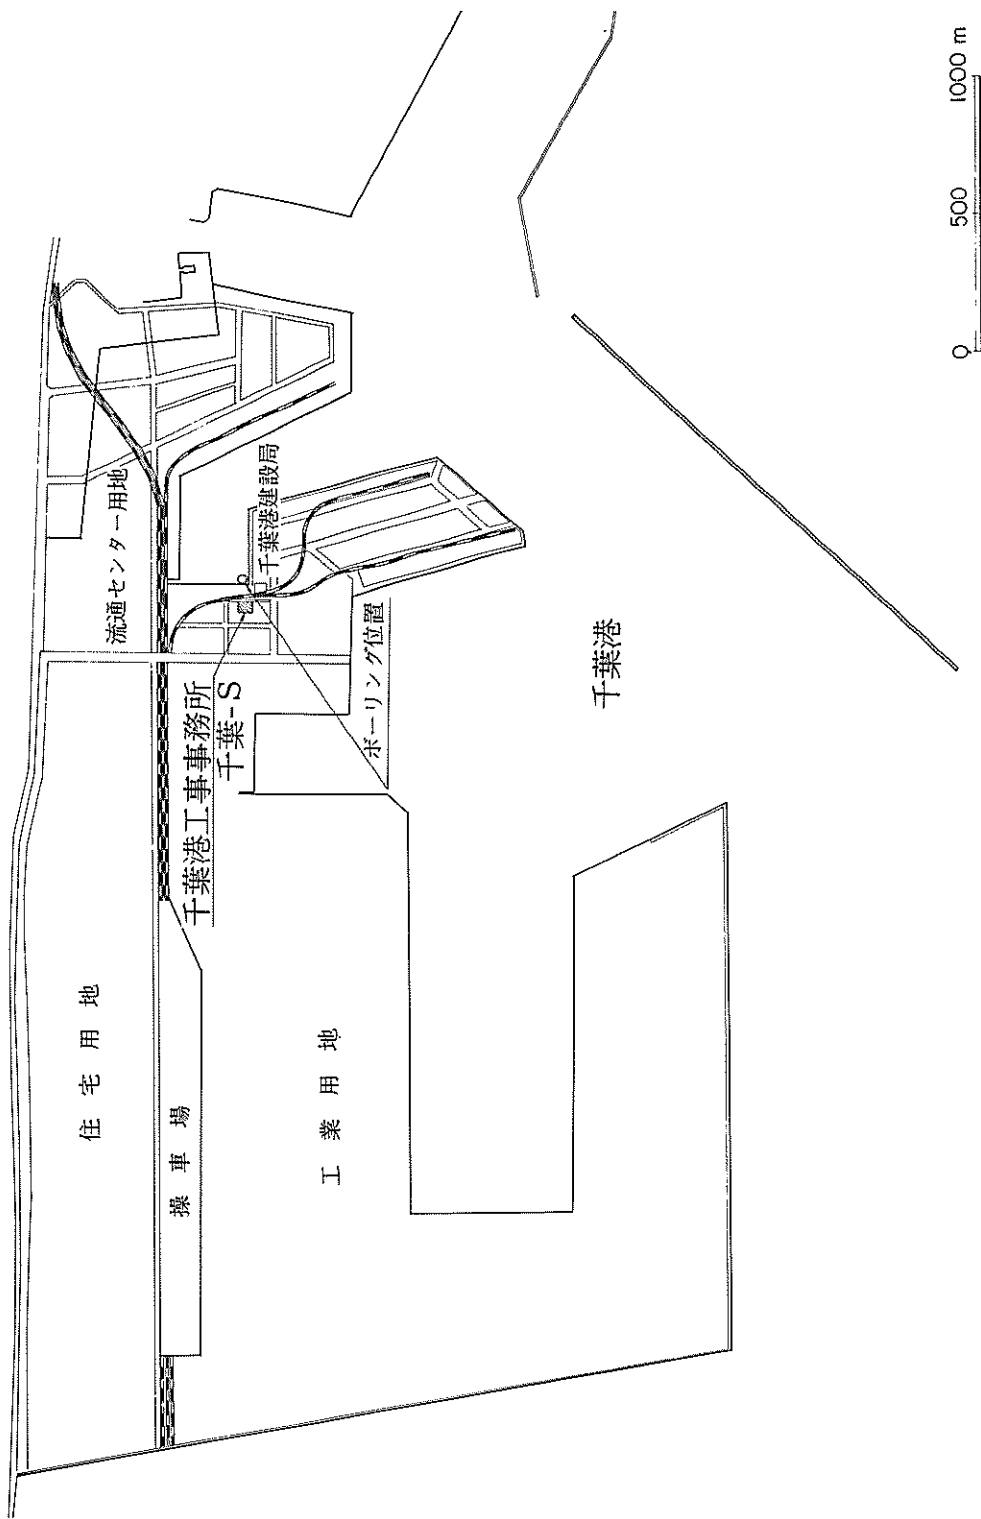 住宅用地
操車場
工業用地
千葉港工事事務所
千葉-S
ボーリング位置
流通センター用地
千葉港建設局
千葉港
0 500 1000 m